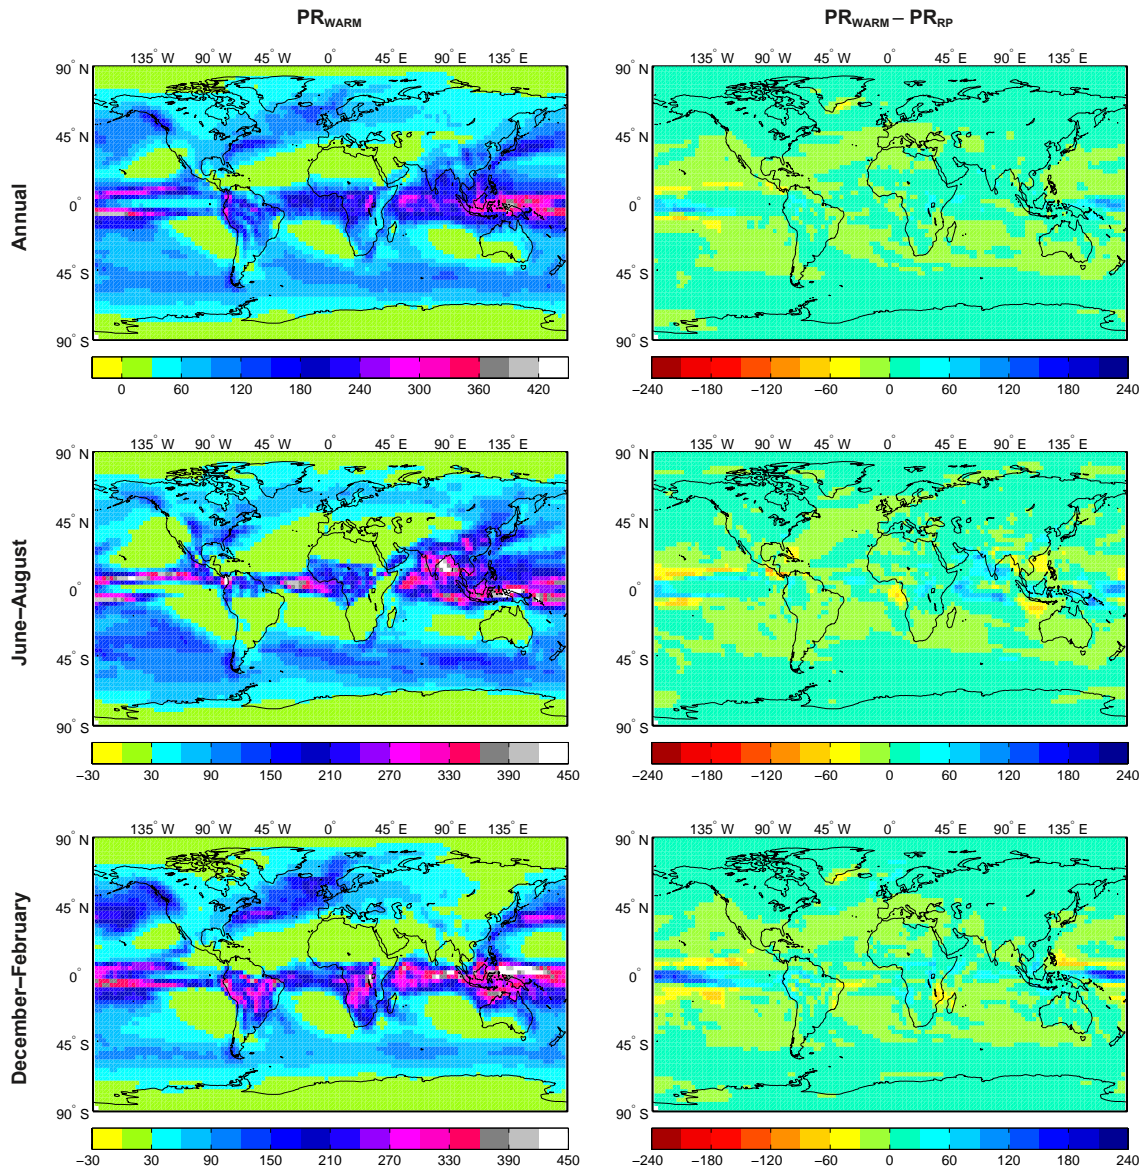 PRWARM PRWARM – PRRP
135° W 90° W 45° W 0 45° E 90° E 135° E 135° W 90° W 45° W 0 45° E 90° E 135° E
90° N 90° N
45° N 45° N
Annual
0° 0°
45° S 45° S
90° S 90° S
0 60 120 180 240 300 360 420 −240 −180 −120 −60 0 60 120 180 240
135° W 90° W 45° W 0 45° E 90° E 135° E 135° W 90° W 45° W 0 45° E 90° E 135° E
90° N 90° N
45° N 45° N
June–August
0° 0°
45° S 45° S
90° S 90° S
−30 30 90 150 210 270 330 390 450 −240 −180 −120 −60 0 60 120 180 240
135° W 90° W 45° W 0 45° E 90° E 135° E 135° W 90° W 45° W 0 45° E 90° E 135° E
90° N 90° N
45° N 45° N
December–February
0° 0°
45° S 45° S
90° S 90° S
−30 30 90 150 210 270 330 390 450 −240 −180 −120 −60 0 60 120 180 240